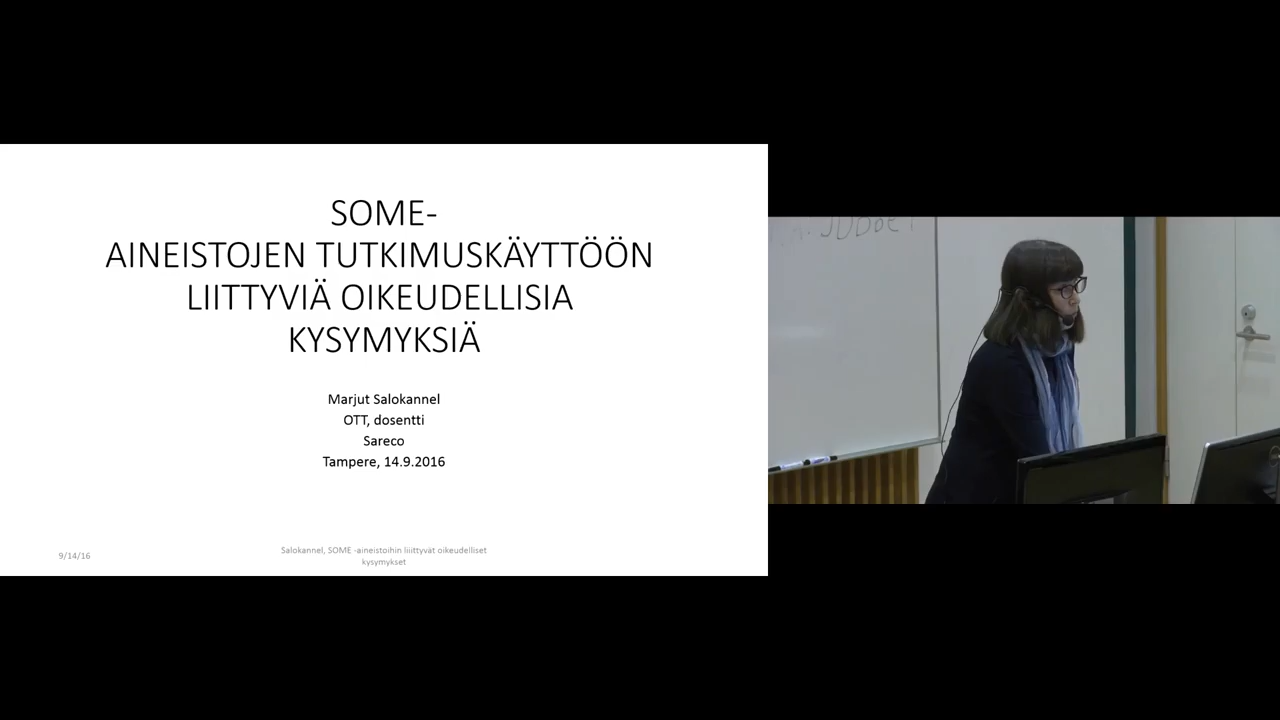 SOME-
AINEISTOJEN TUTKIMUSKÄYTTÖÖN
LIITTYVIÄ OIKEUDELLISIA
KYSYMYKSIÄ
Marjut Salokannel
OTT, dosentti
Sareco
Tampere, 14.9.2016
9/14/16
Salokannel, SOME -aineistoihin liiittyvät oikeudelliset
kysymykset